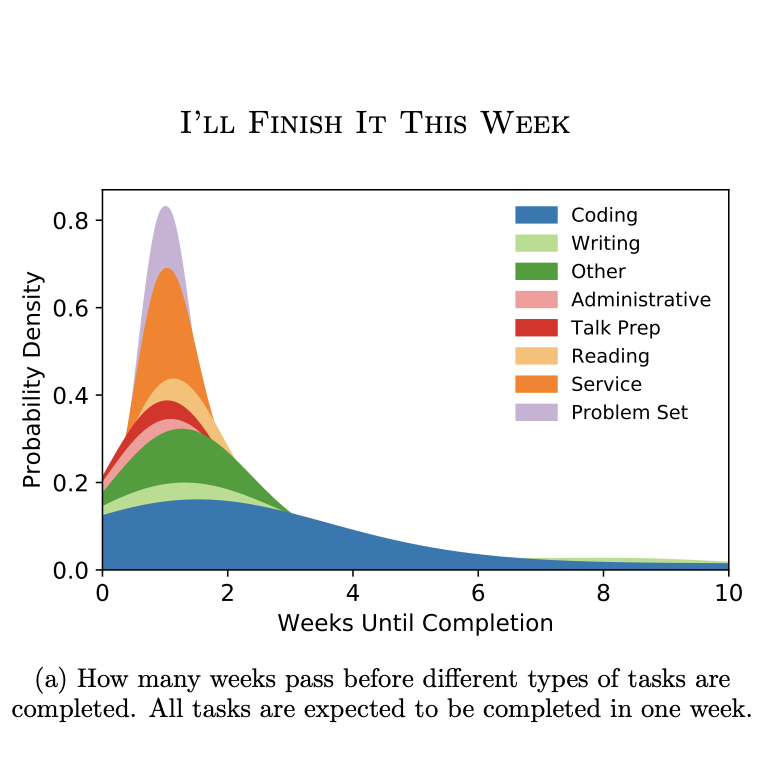 I'll Finish It This Week
0.8
0.6
0.4
0.2
0.0
Probability Density
Coding
Writing
Other
Administrative
Talk Prep
Reading
Service
Problem Set
0 2 4 6 8 10
Weeks Until Completion
(a) How many weeks pass before different types of tasks are
completed. All tasks are expected to be completed in one week.